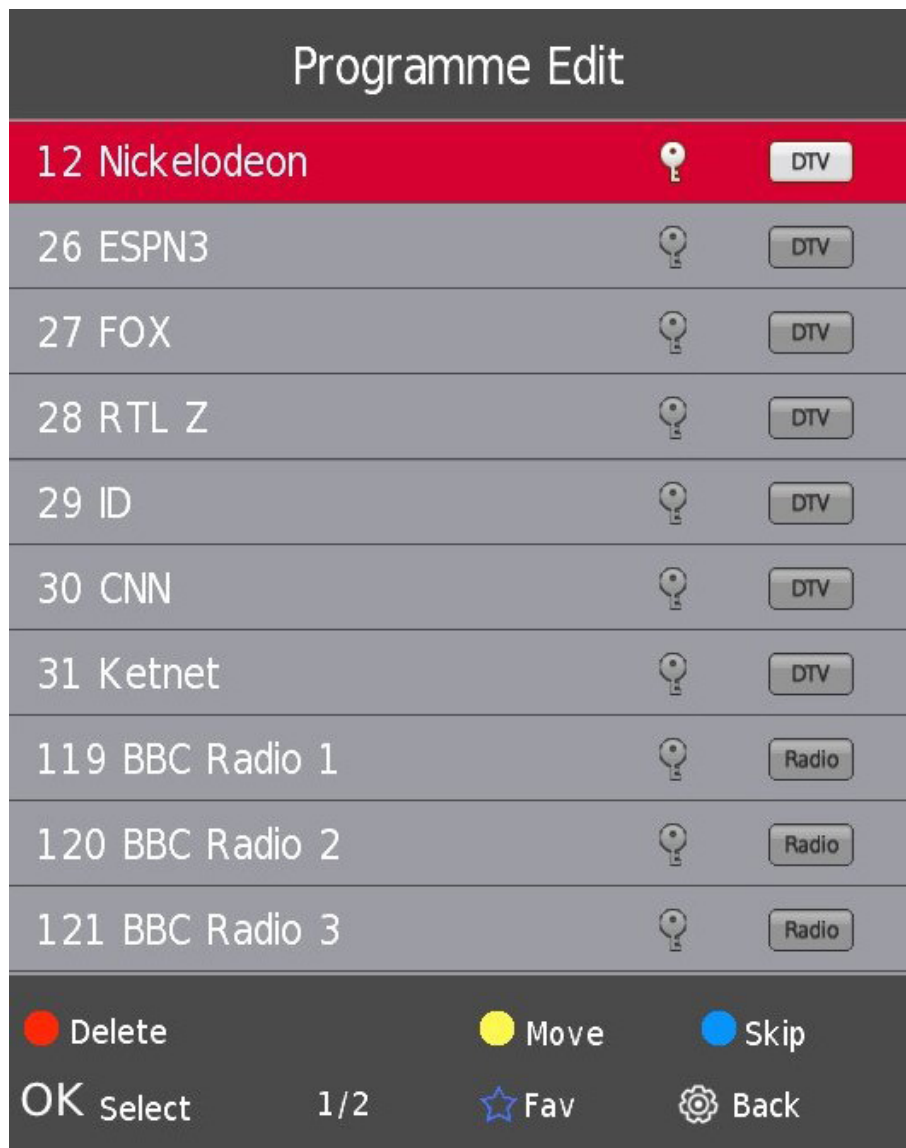 Programme Edit
12 Nickelodeon DTV
26 ESPN3 DTV
27 FOX DTV
28 RTL Z DTV
29 ID DTV
30 CNN DTV
31 Ketnet DTV
119 BBC Radio 1 Radio
120 BBC Radio 2 Radio
121 BBC Radio 3 Radio
Delete Move Skip
OK Select 1/2 Fav Back